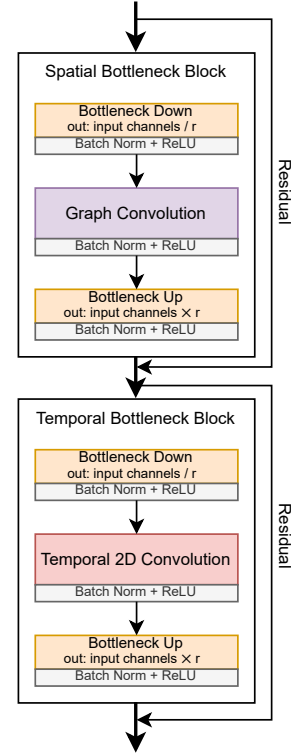 Spatial Bottleneck Block
Bottleneck Down
out: input channels / r
Batch Norm + ReLU
Graph Convolution
Batch Norm + ReLU
Bottleneck Up
out: input channels ✕ r
Batch Norm + ReLU
Residual
Temporal Bottleneck Block
Bottleneck Down
out: input channels / r
Batch Norm + ReLU
Temporal 2D Convolution
Batch Norm + ReLU
Bottleneck Up
out: input channels ✕ r
Batch Norm + ReLU
Residual